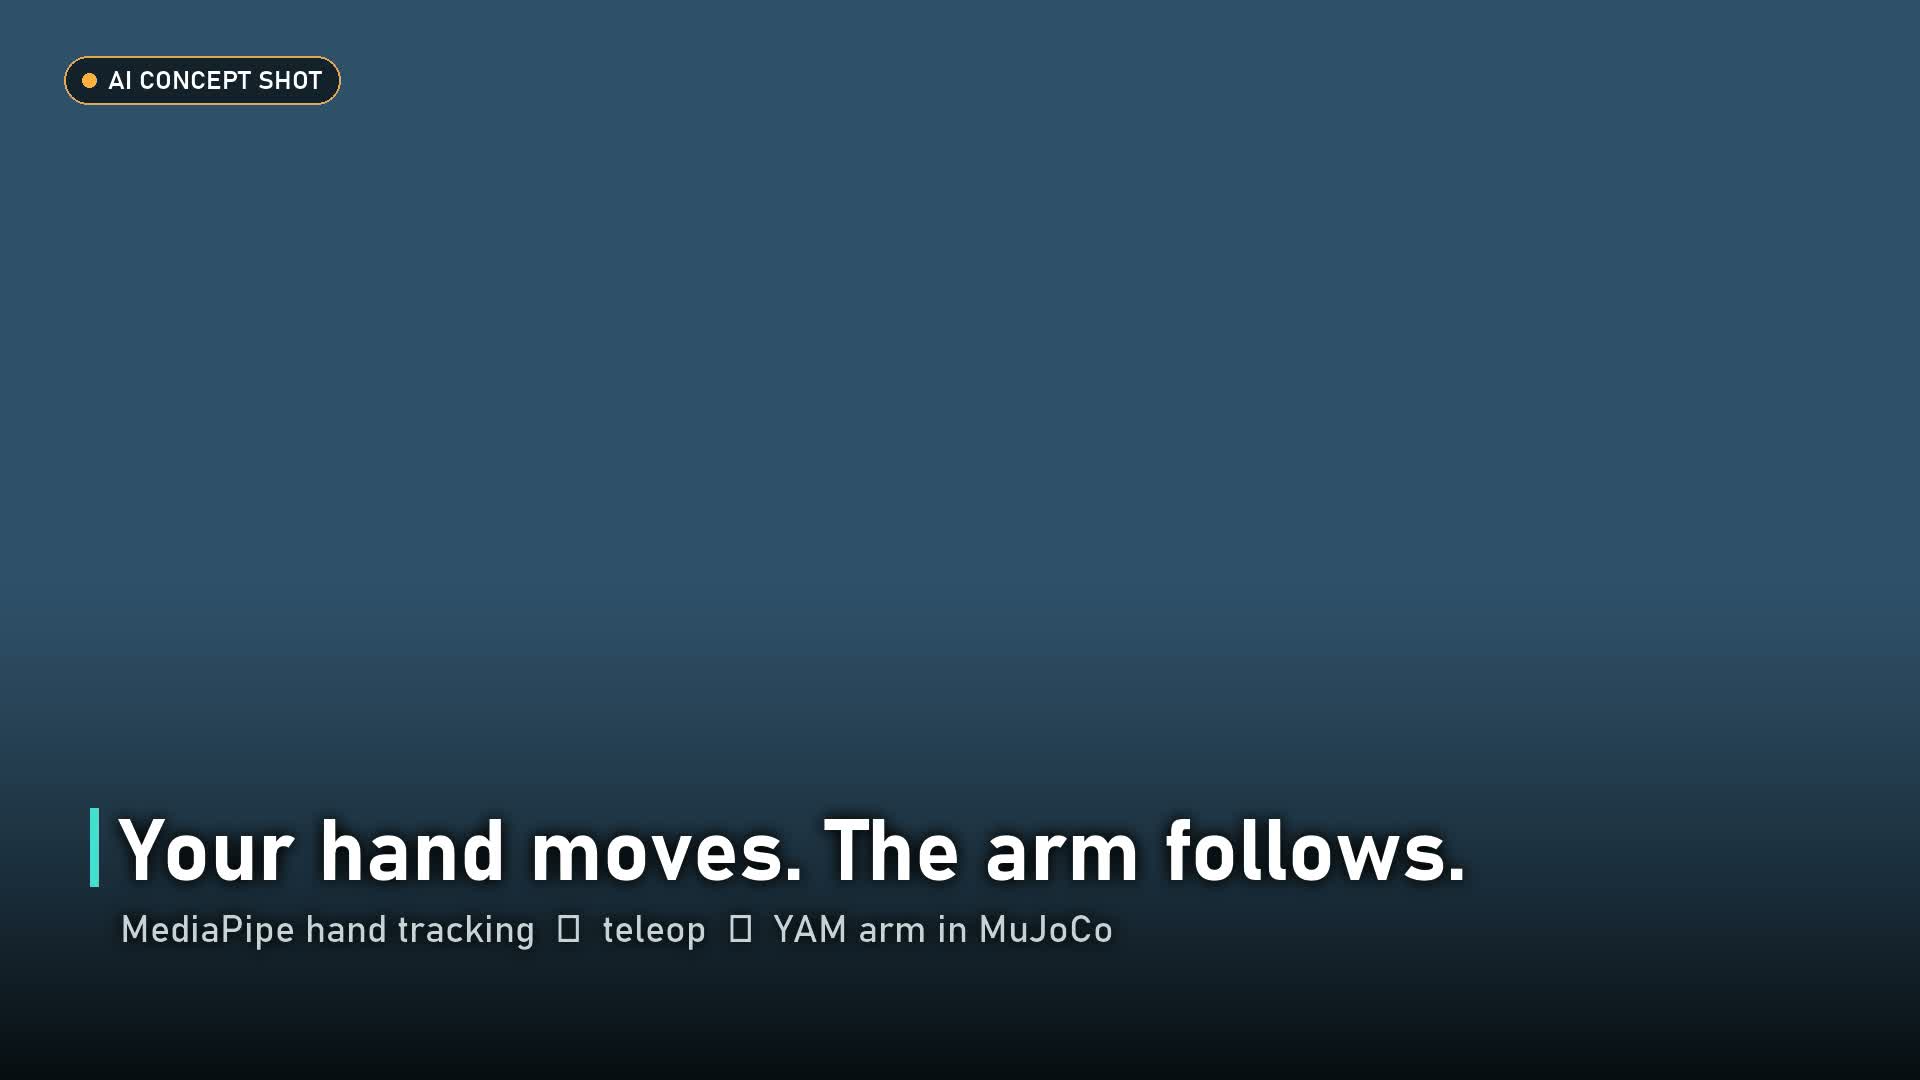 AI CONCEPT SHOT
Your hand moves. The arm follows.
MediaPipe hand tracking □ teleop □ YAM arm in MuJoCo